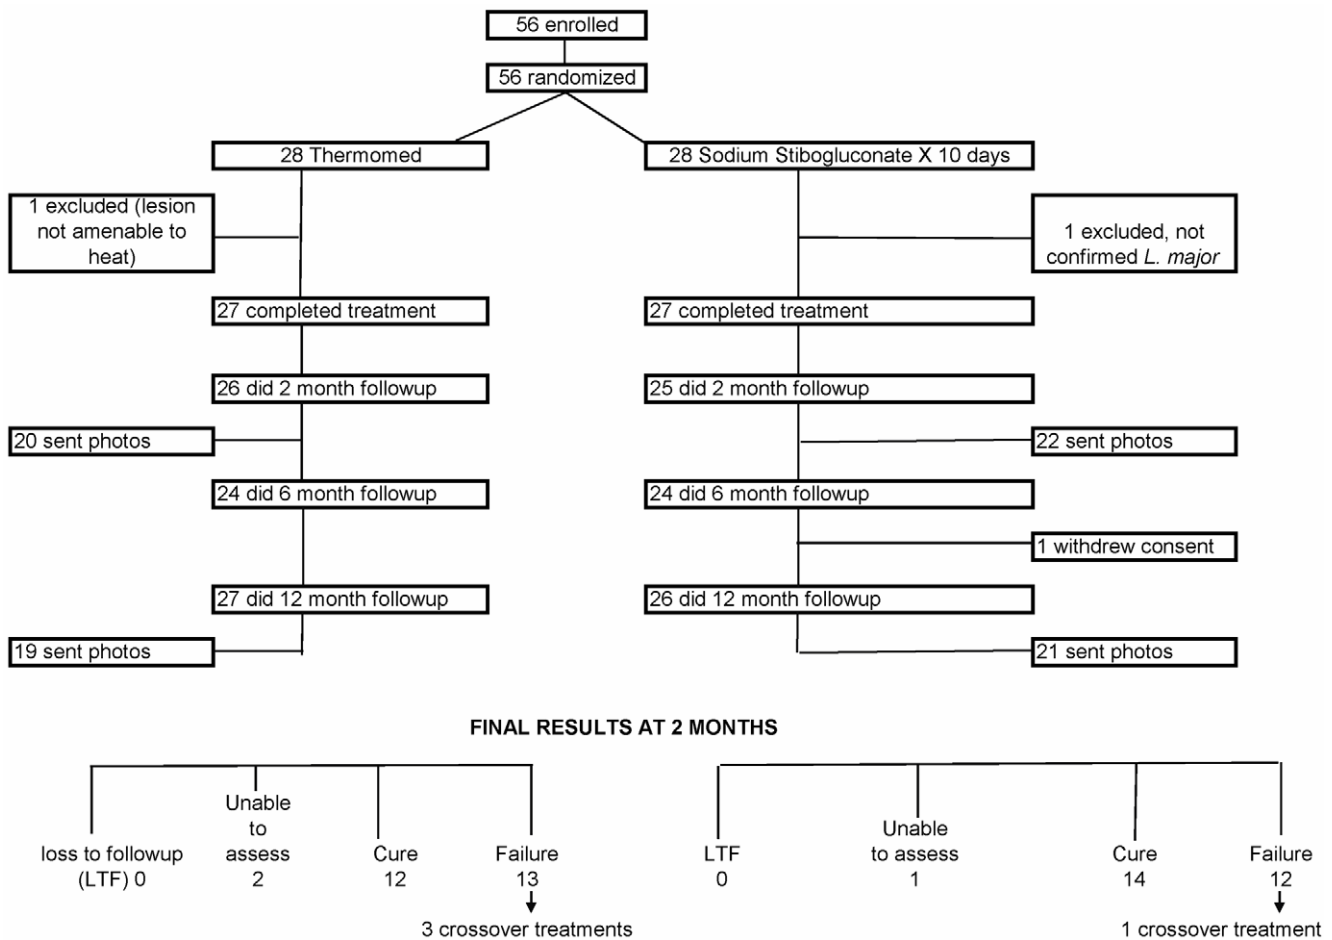 56 enrolled
56 randomized
28 Thermomed
28 Sodium Stibogluconate X 10 days
1 excluded (lesion
not amenable to
heat)
1 excluded, not
confirmed L. major
27 completed treatment
27 completed treatment
26 did 2 month followup
25 did 2 month followup
20 sent photos
22 sent photos
24 did 6 month followup
24 did 6 month followup
1 withdrew consent
27 did 12 month followup
26 did 12 month followup
19 sent photos
21 sent photos
FINAL RESULTS AT 2 MONTHS
loss to followup
(LTF) 0
Unable
to
assess
2
Cure
12
Failure
13
3 crossover treatments
LTF
0
Unable
to assess
1
Cure
14
Failure
12
1 crossover treatment